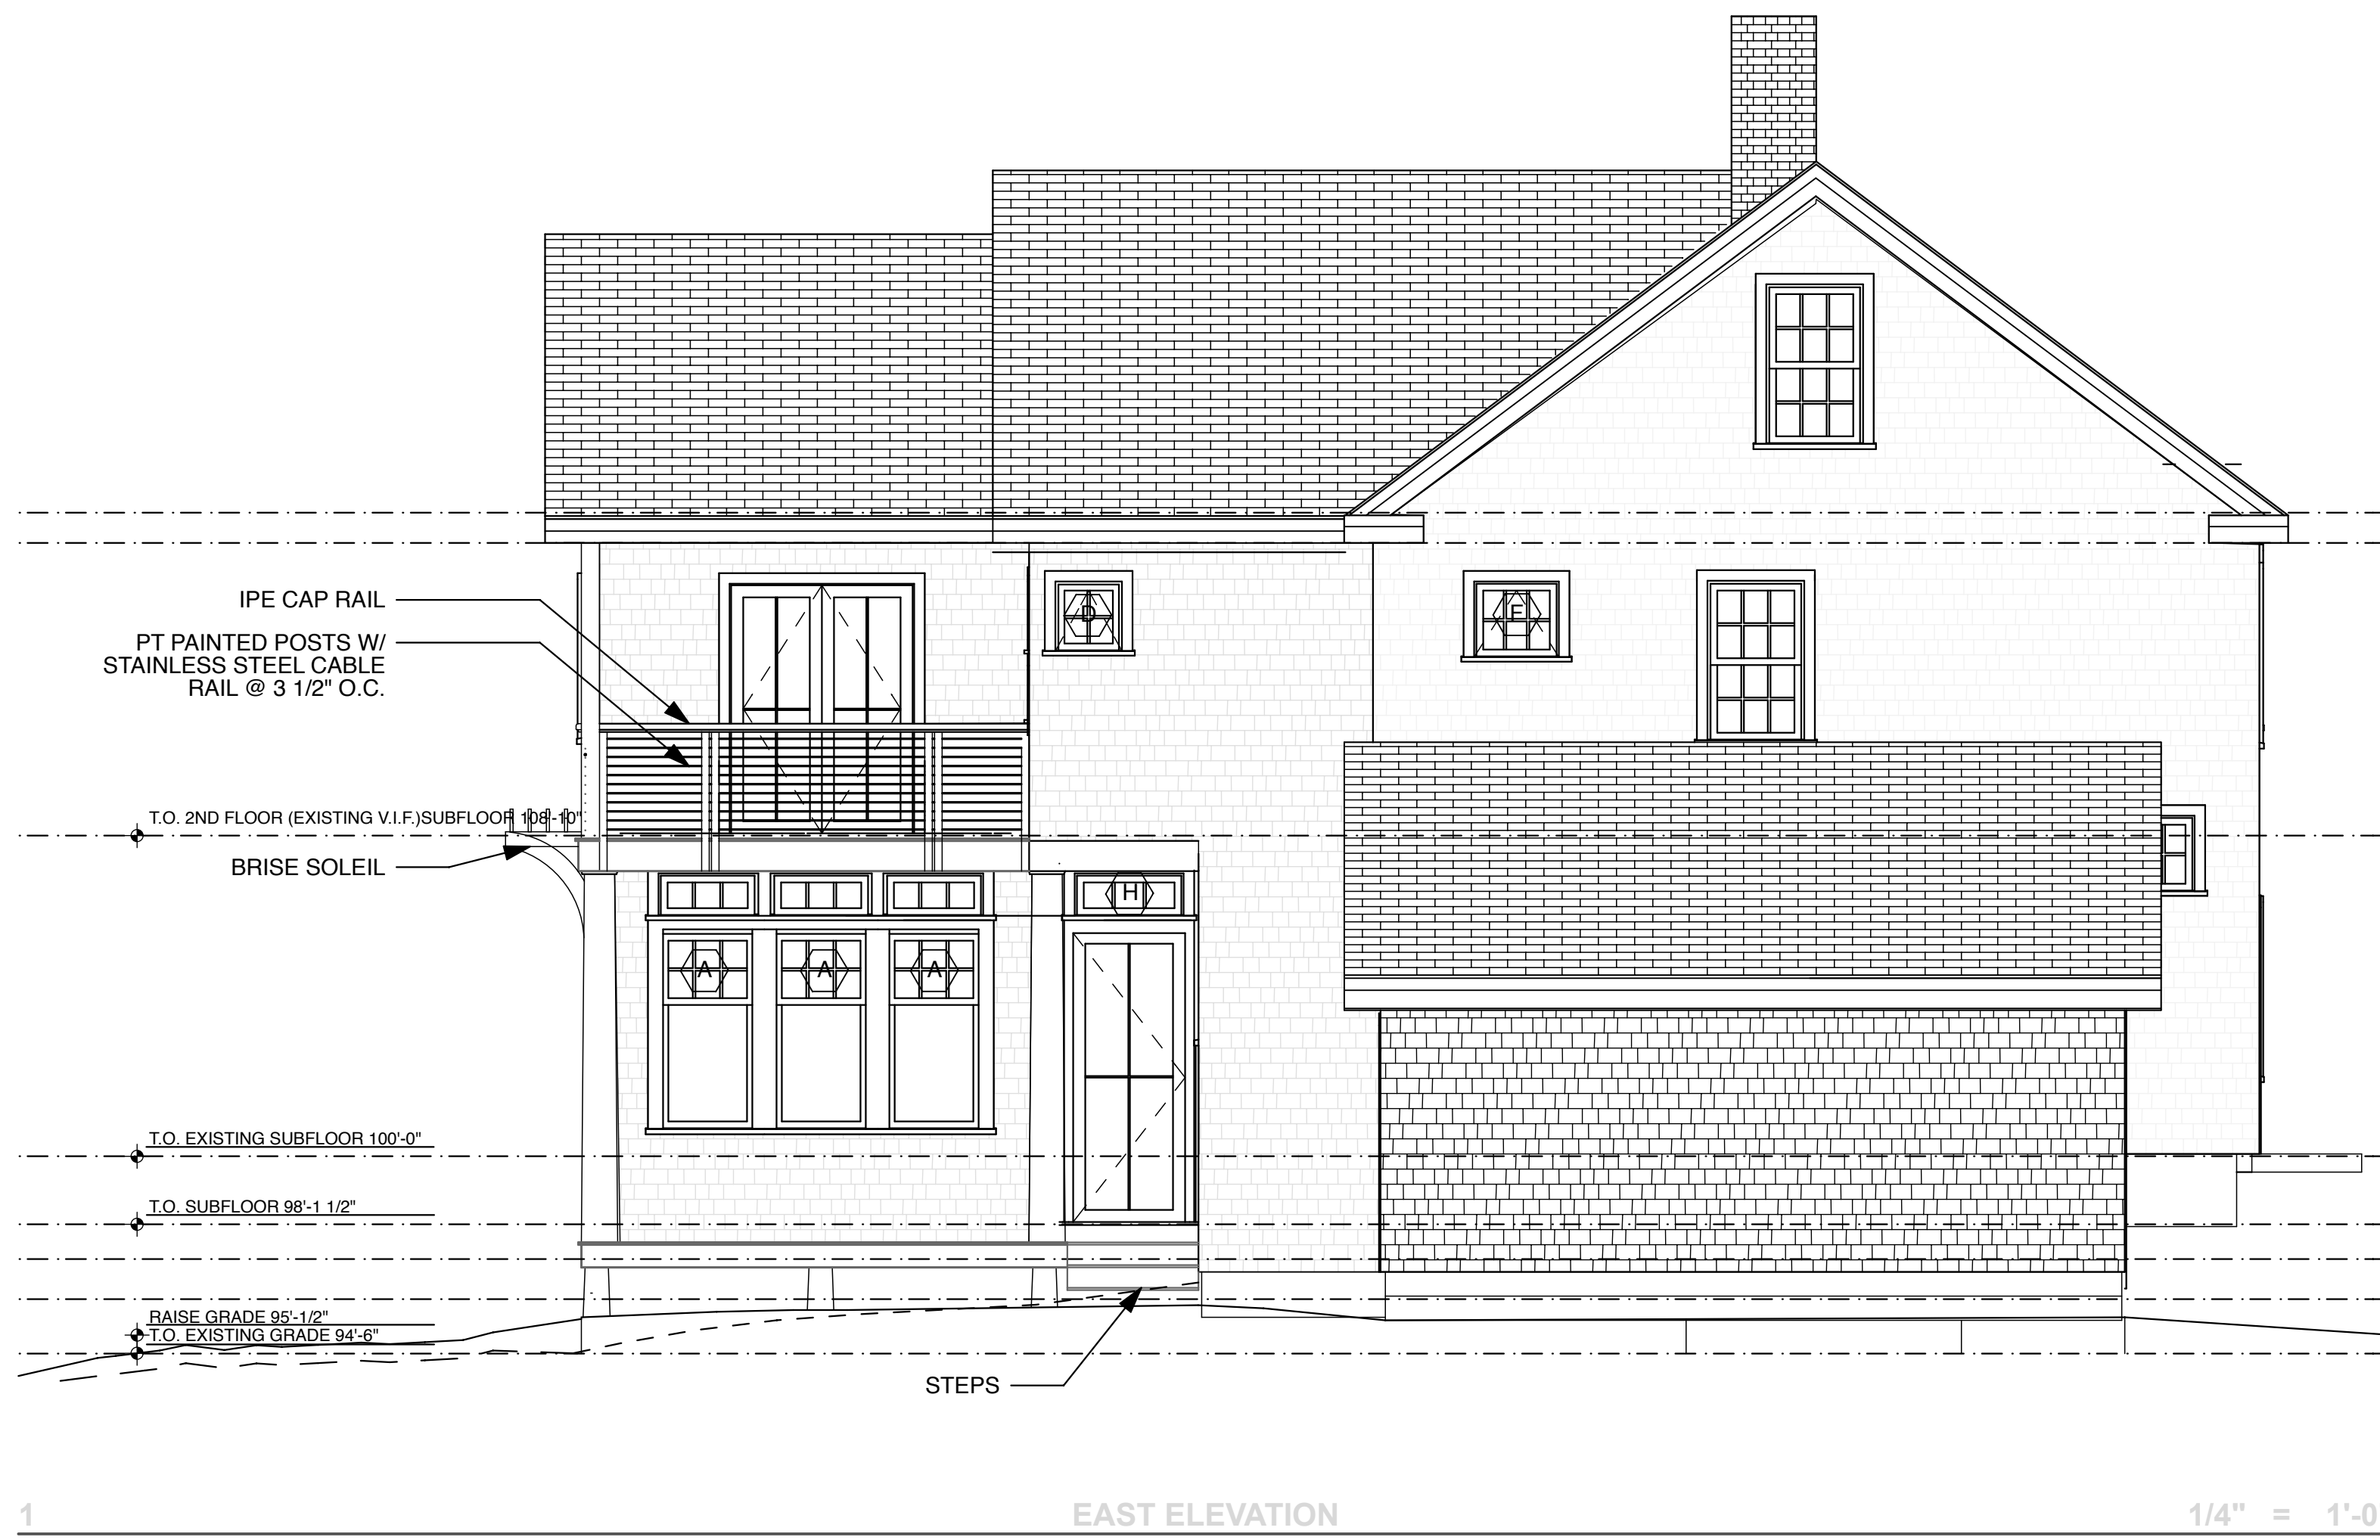 IPE CAP RAIL
PT PAINTED POSTS W/
STAINLESS STEEL CABLE
RAIL @ 3 1/2" O.C.
D
F
T.O. 2ND FLOOR (EXISTING V.I.F.)SUBFLOOR 108'-10"
BRISE SOLEIL
H
A
A
A
T.O. EXISTING SUBFLOOR 100'-0"
T.O. SUBFLOOR 98'-1 1/2"
RAISE GRADE 95'-1/2"
T.O. EXISTING GRADE 94'-6"
STEPS
1
EAST ELEVATION
1/4" = 1'-0